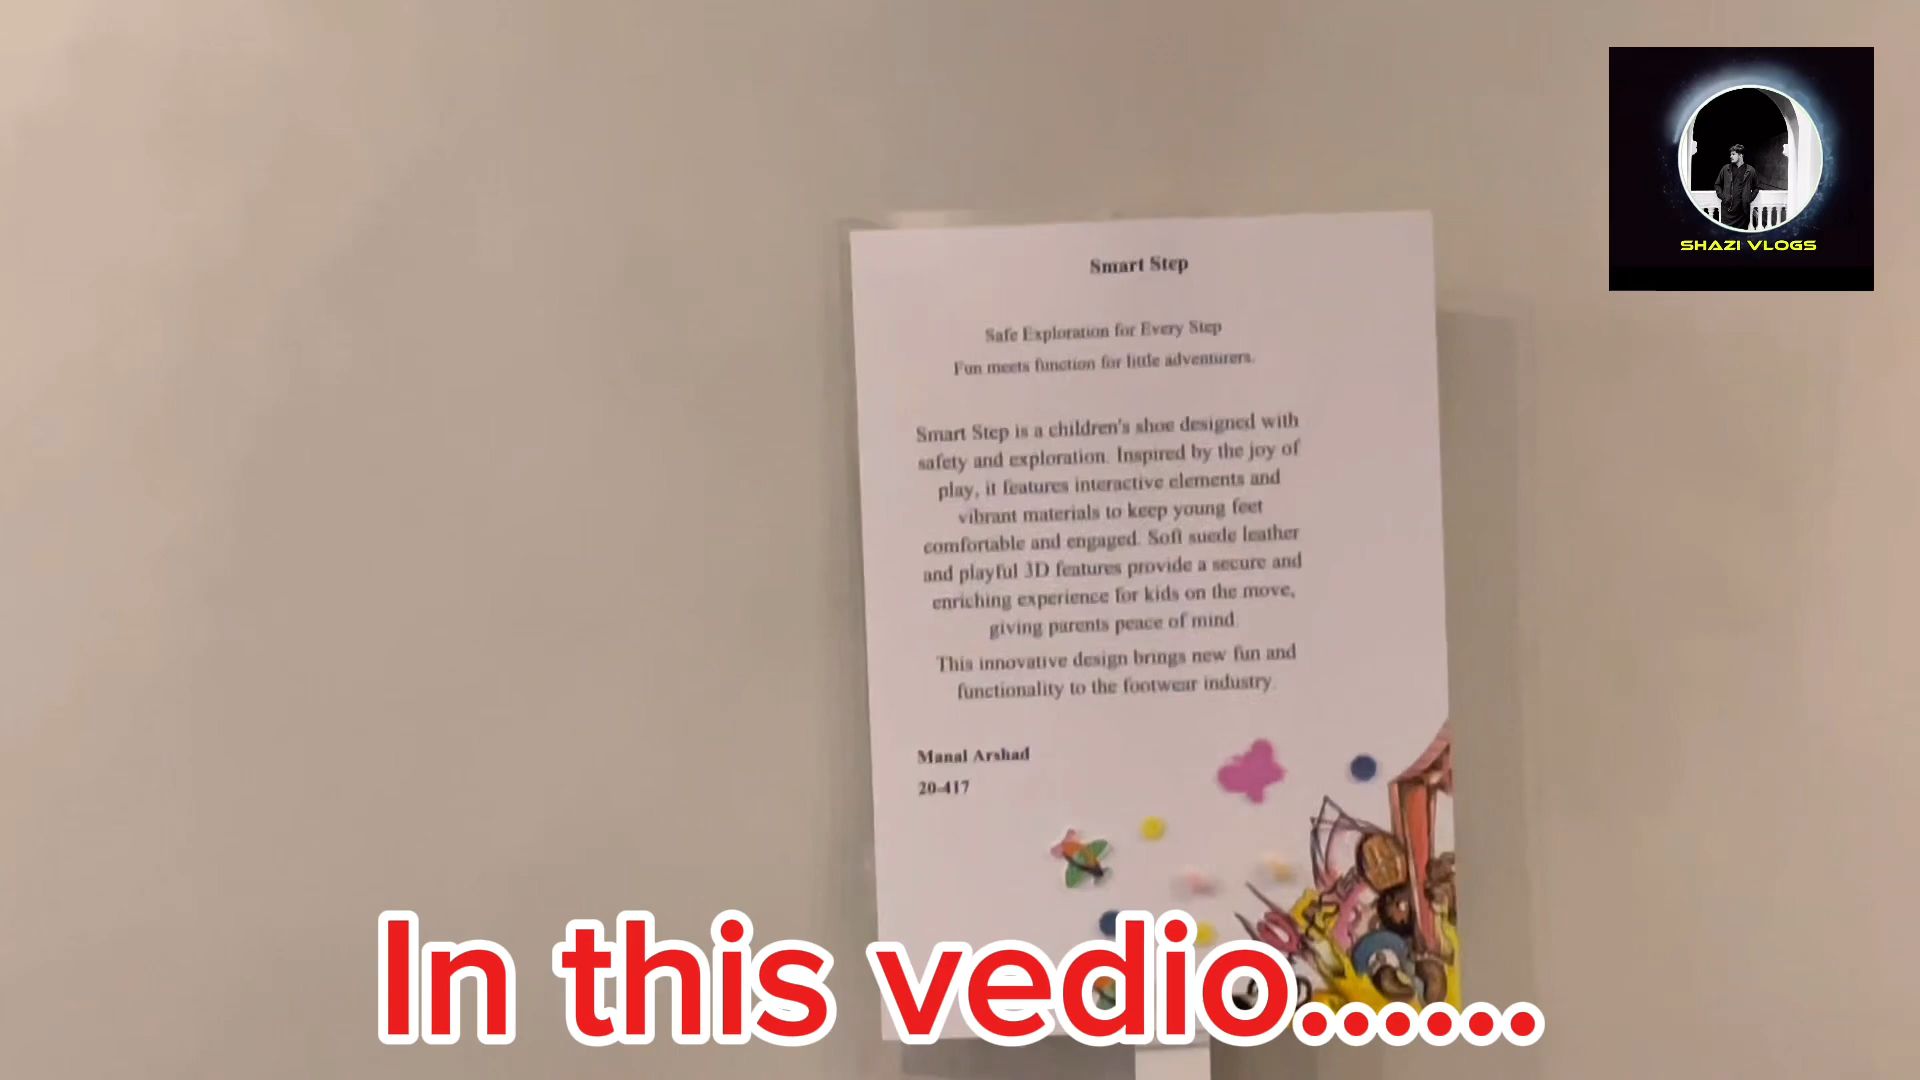 SHAZI VLOGS
Smart Step
Safe Exploration for Every Step
Fun meets function for little adventurers.
Smart Step is a children's shoe designed with
safety and exploration. Inspired by the joy of
play, it features interactive elements and
vibrant materials to keep young feet
comfortable and engaged. Soft suede leather
and playful 3D features provide a secure and
enriching experience for kids on the move,
giving parents peace of mind
This innovative design brings new fun and
functionality to the footwear industry.
Manal Arshad
20-417
In this vedio......